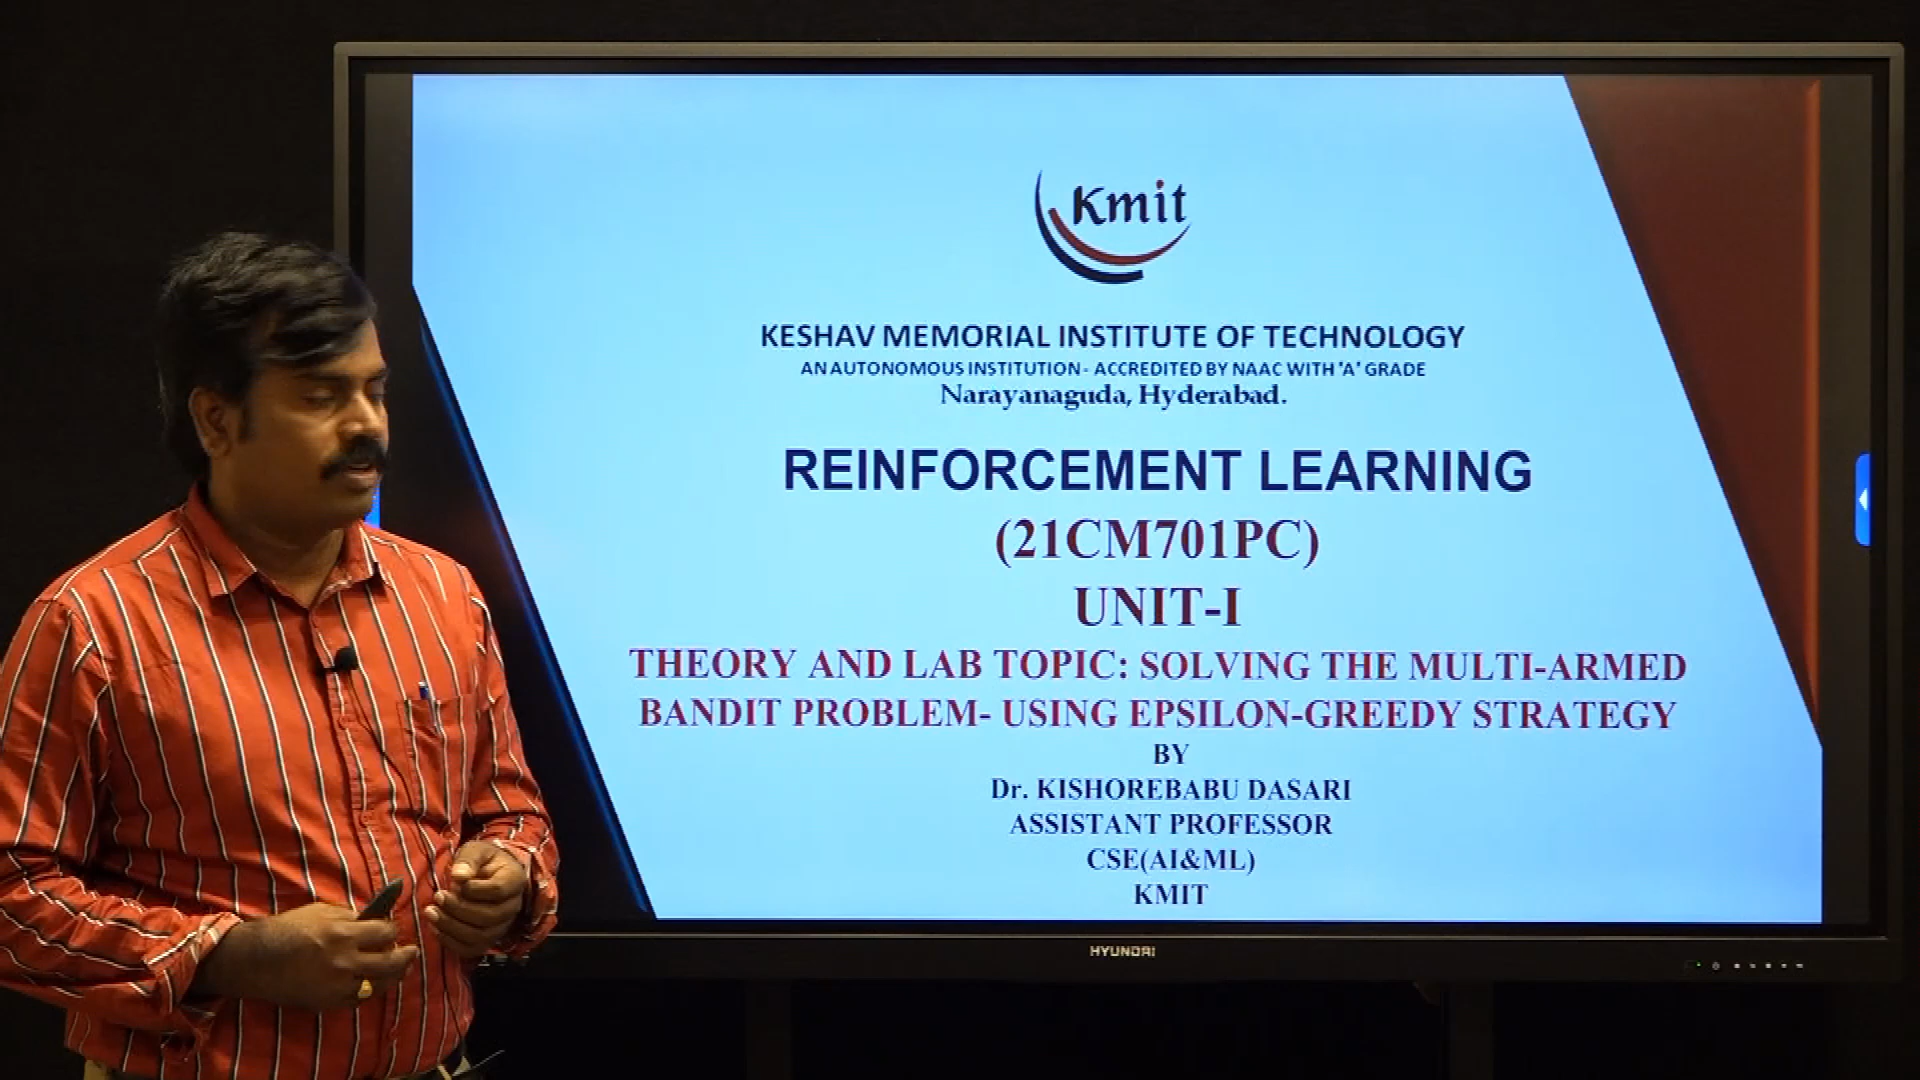 Kmit
KESHAV MEMORIAL INSTITUTE OF TECHNOLOGY
AN AUTONOMOUS INSTITUTION - ACCREDITED BY NAAC WITH 'A' GRADE
Narayanaguda, Hyderabad.
REINFORCEMENT LEARNING
(21CM701PC)
UNIT-I
THEORY AND LAB TOPIC: SOLVING THE MULTI-ARMED
BANDIT PROBLEM- USING EPSILON-GREEDY STRATEGY
BY
Dr. KISHOREBABU DASARI
ASSISTANT PROFESSOR
CSE(AI&ML)
KMIT
HYUNDAI